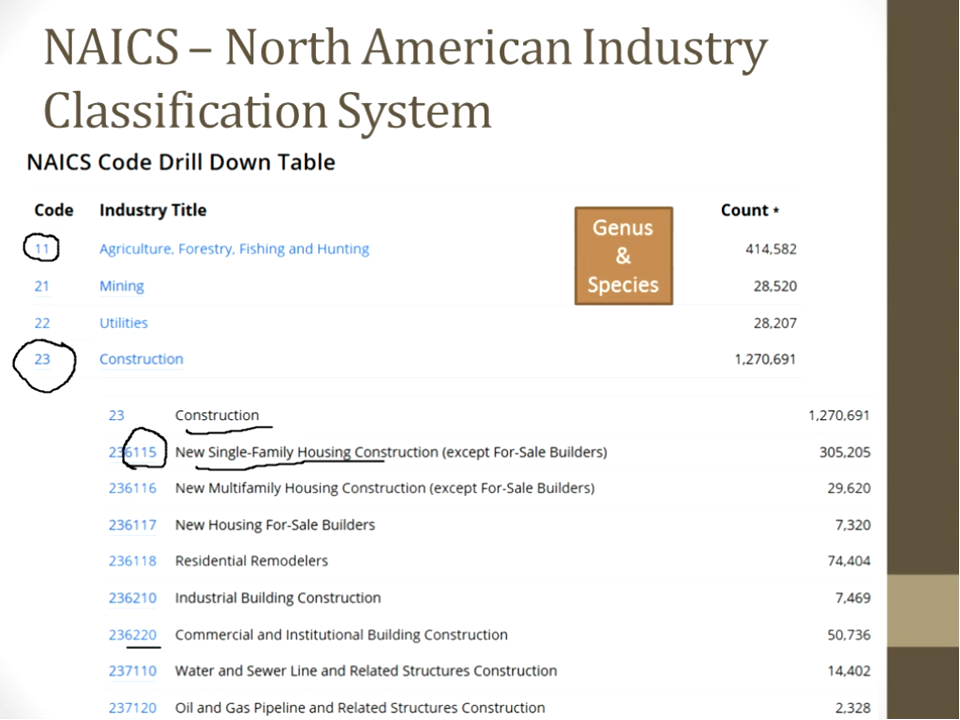 NAICS – North American Industry
Classification System
NAICS Code Drill Down Table
Code Industry Title Count *
11 Agriculture, Forestry, Fishing and Hunting 414,582
21 Mining 28,520
22 Utilities 28,207
23 Construction 1,270,691
Genus
&
Species
23 Construction 1,270,691
236115 New Single-Family Housing Construction (except For-Sale Builders) 305,205
236116 New Multifamily Housing Construction (except For-Sale Builders) 29,620
236117 New Housing For-Sale Builders 7,320
236118 Residential Remodelers 74,404
236210 Industrial Building Construction 7,469
236220 Commercial and Institutional Building Construction 50,736
237110 Water and Sewer Line and Related Structures Construction 14,402
237120 Oil and Gas Pipeline and Related Structures Construction 2,328